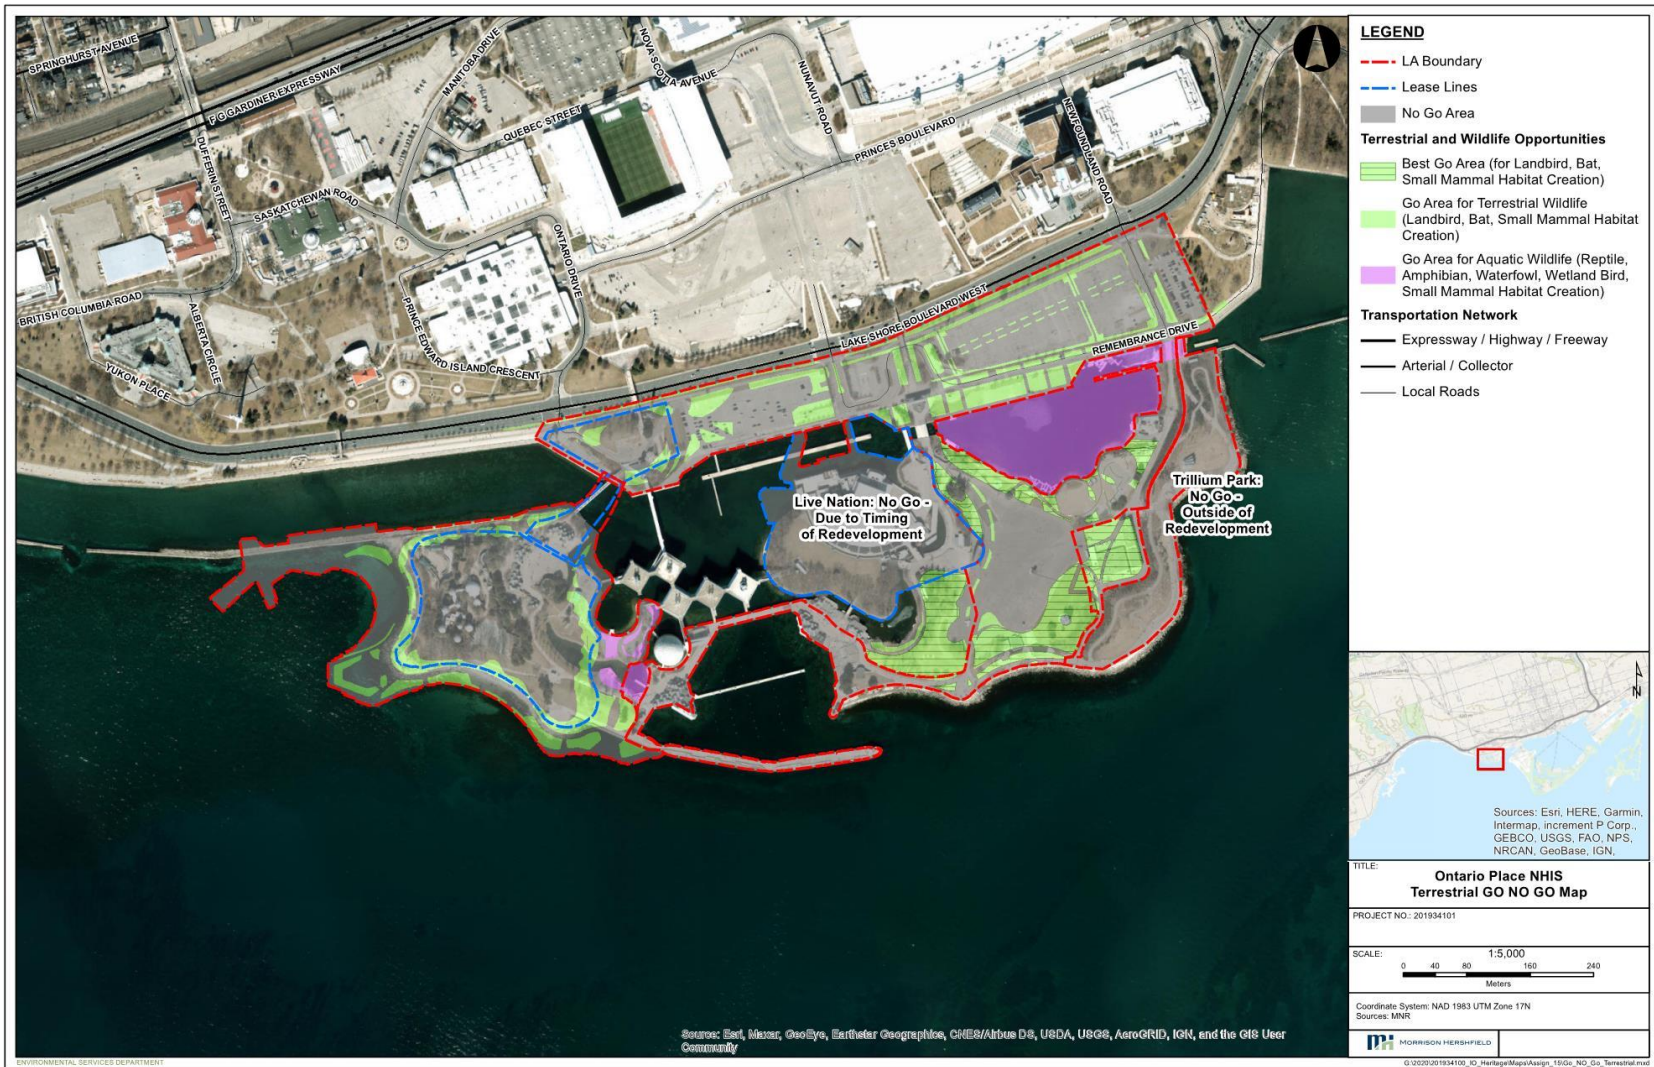 SPRINGHURST AVENUE
F G GARDINER EXPRESSWAY
DUFFERIN STREET
MANITOBA DRIVE
NOVA SCOTIA AVENUE
QUEBEC STREET
NUNAVUT ROAD
PRINCES BOULEVARD
NEWFOUNDLAND ROAD
SASKATCHEWAN ROAD
ONTARIO DRIVE
BRITISH COLUMBIA ROAD
ALBERTA CIRCLE
PRINCE EDWARD ISLAND CRESCENT
YUKON PLACE
LAKE SHORE BOULEVARD WEST
REMEMBRANCE DRIVE
Live Nation: No Go -
Due to Timing
of Redevelopment
Trillium Park:
No Go -
Outside of
Redevelopment
Source: Esri, Maxar, GeoEye, Earthstar Geographics, CNES/Airbus DS, USDA, USGS, AeroGRID, IGN, and the GIS User
Community
LEGEND
LA Boundary
Lease Lines
No Go Area
Terrestrial and Wildlife Opportunities
Best Go Area (for Landbird, Bat,
Small Mammal Habitat Creation)
Go Area for Terrestrial Wildlife
(Landbird, Bat, Small Mammal Habitat
Creation)
Go Area for Aquatic Wildlife (Reptile,
Amphibian, Waterfowl, Wetland Bird,
Small Mammal Habitat Creation)
Transportation Network
Expressway / Highway / Freeway
Arterial / Collector
Local Roads
N
Sources: Esri, HERE, Garmin,
Intermap, increment P Corp.,
GEBCO, USGS, FAO, NPS,
NRCAN, GeoBase, IGN,
TITLE:
Ontario Place NHIS
Terrestrial GO NO GO Map
PROJECT NO.: 201934101
SCALE:
1:5,000
0 40 80 160 240
Meters
Coordinate System: NAD 1983 UTM Zone 17N
Sources: MNR
MH MORRISON HERSHFIELD
ENVIRONMENTAL SERVICES DEPARTMENT
G:\2020\201934100_IO_Heritage\Maps\Assign_15\Go_NO_Go_Terrestrial.mxd